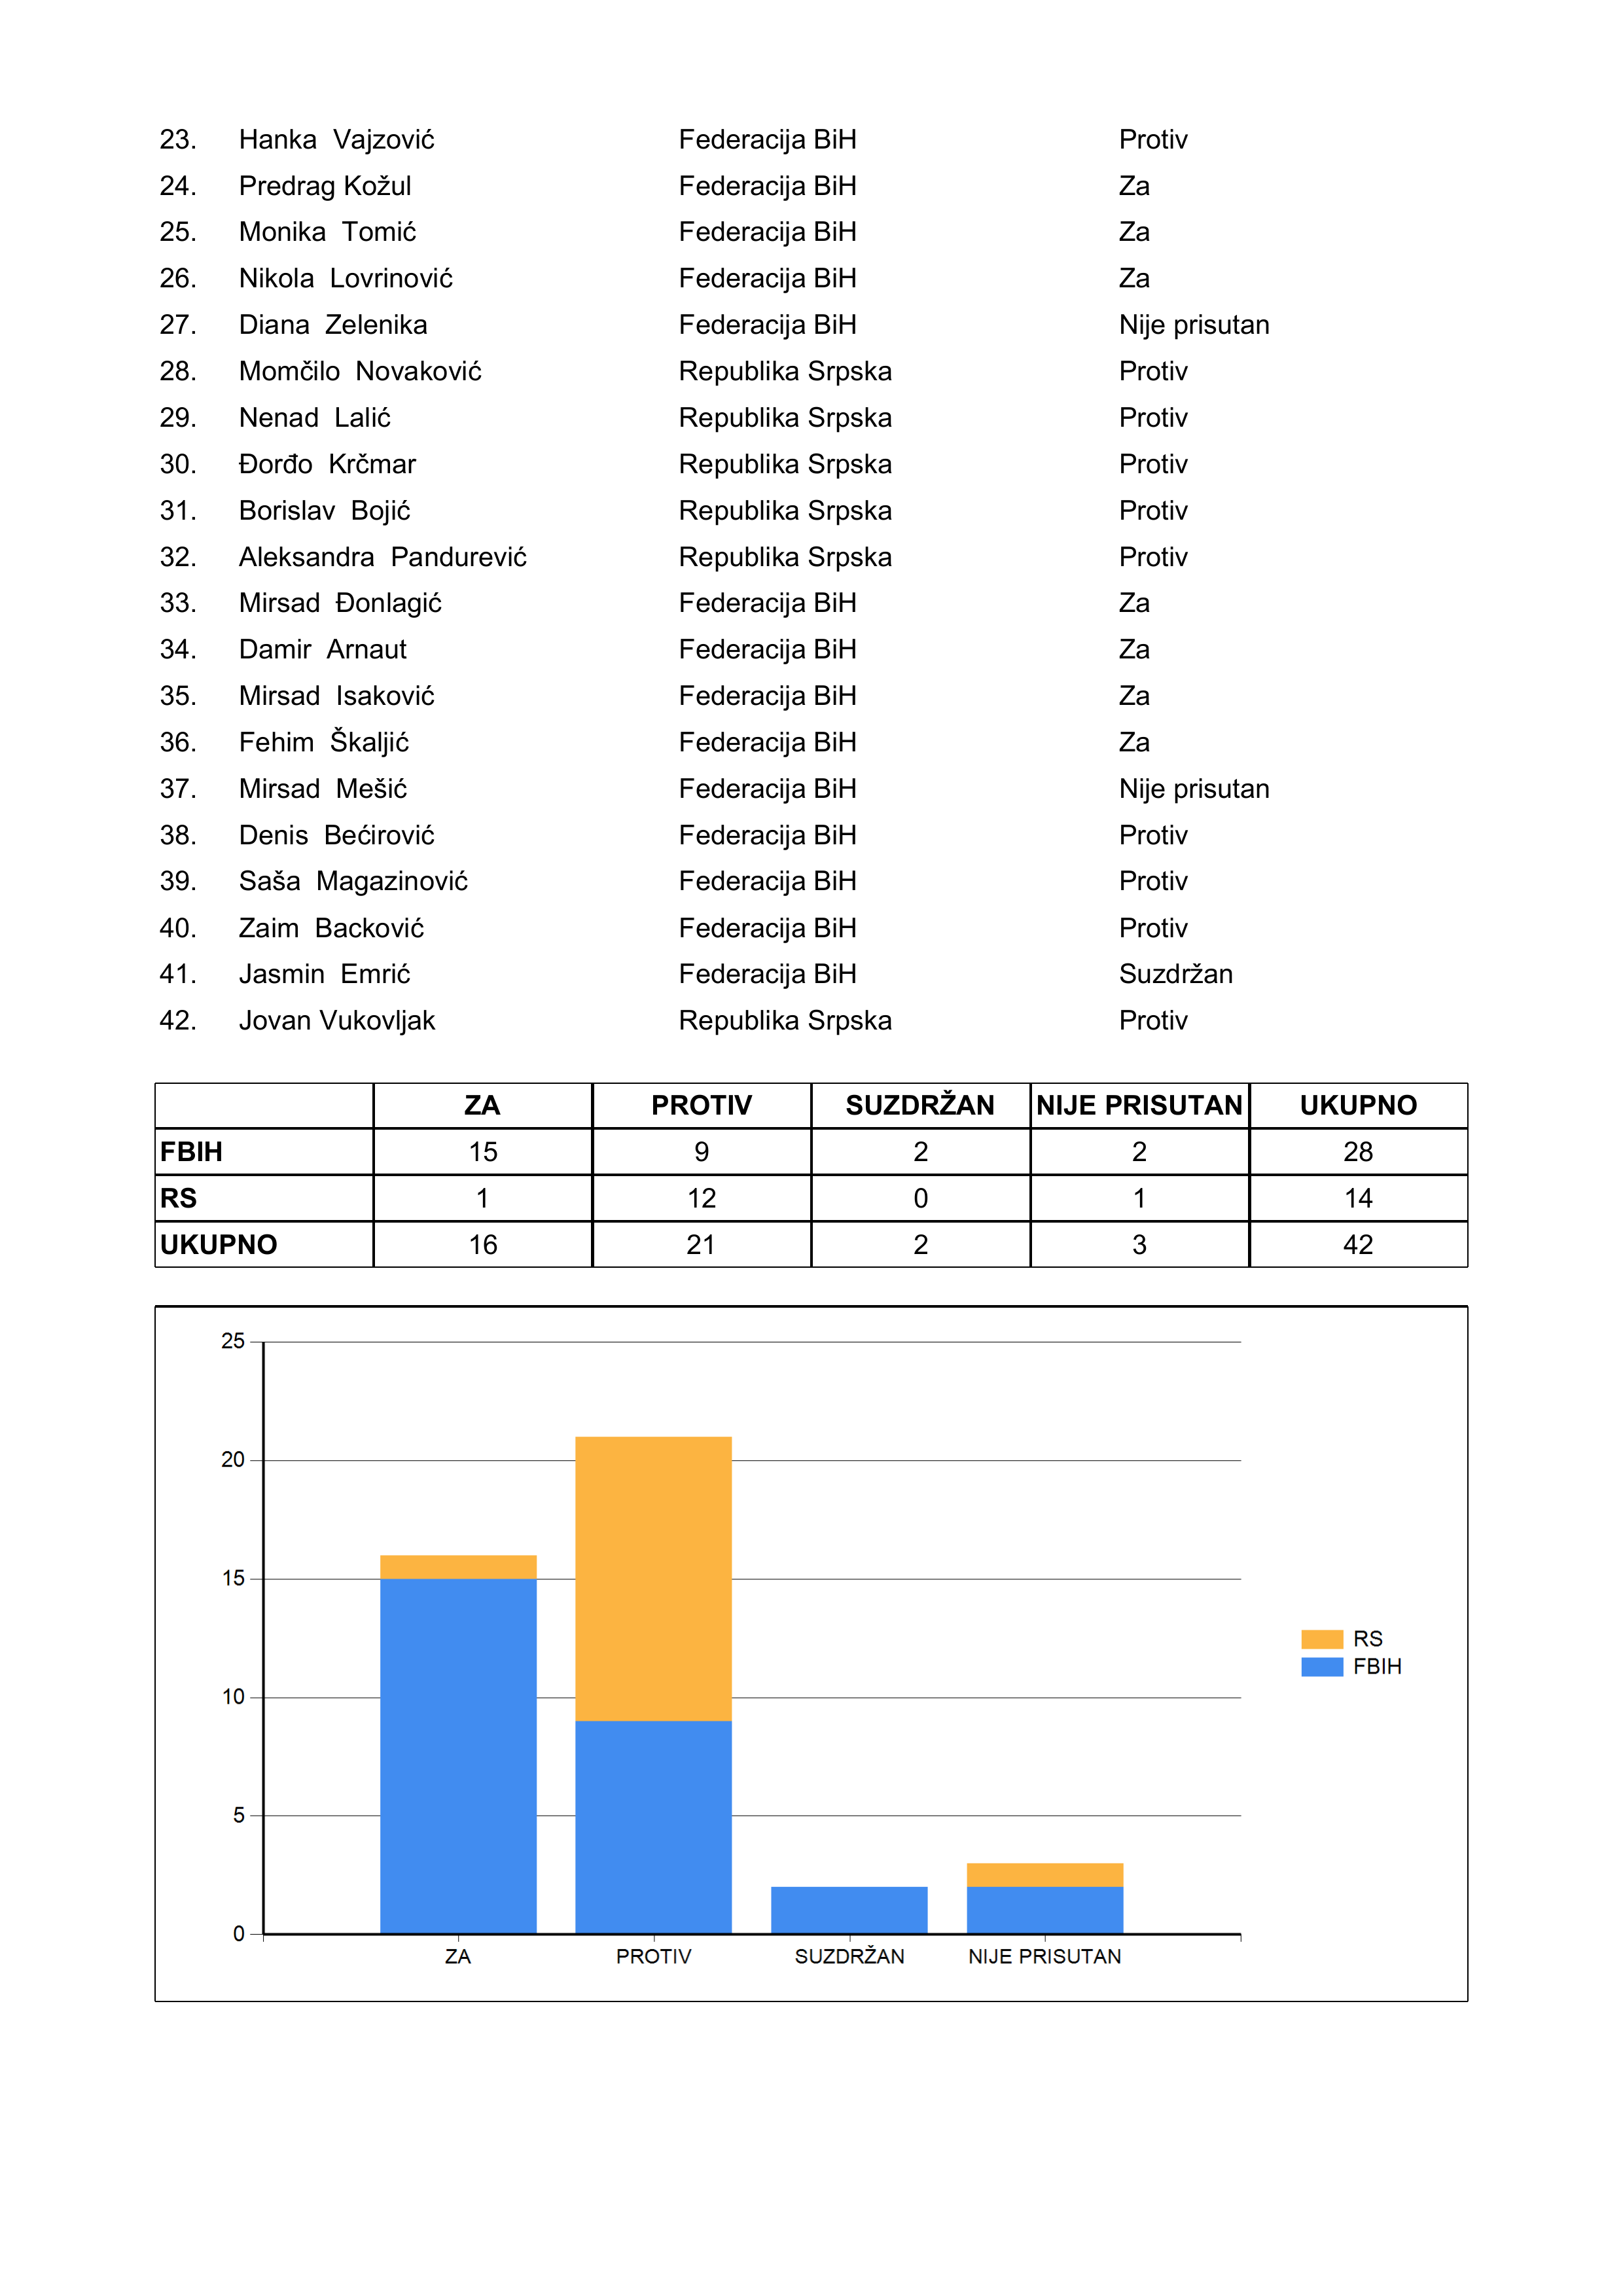 23. Hanka Vajzović Federacija BiH Protiv
24. Predrag Kožul Federacija BiH Za
25. Monika Tomić Federacija BiH Za
26. Nikola Lovrinović Federacija BiH Za
27. Diana Zelenika Federacija BiH Nije prisutan
28. Momčilo Novaković Republika Srpska Protiv
29. Nenad Lalić Republika Srpska Protiv
30. Đorđo Krčmar Republika Srpska Protiv
31. Borislav Bojić Republika Srpska Protiv
32. Aleksandra Pandurević Republika Srpska Protiv
33. Mirsad Đonlagić Federacija BiH Za
34. Damir Arnaut Federacija BiH Za
35. Mirsad Isaković Federacija BiH Za
36. Fehim Škaljić Federacija BiH Za
37. Mirsad Mešić Federacija BiH Nije prisutan
38. Denis Bećirović Federacija BiH Protiv
39. Saša Magazinović Federacija BiH Protiv
40. Zaim Backović Federacija BiH Protiv
41. Jasmin Emrić Federacija BiH Suzdržan
42. Jovan Vukovljak Republika Srpska Protiv
ZA PROTIV SUZDRŽAN NIJE PRISUTAN UKUPNO
FBIH 15 9 2 2 28
RS 1 12 0 1 14
UKUPNO 16 21 2 3 42
25
20
15
10
5
0
ZA PROTIV SUZDRŽAN NIJE PRISUTAN
RS
FBIH